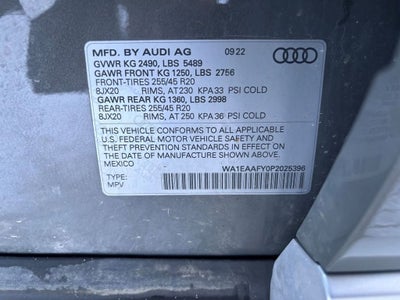 MFD. BY AUDI AG 09 22
GVWR KG 2490, LBS 5489
GAWR FRONT KG 1250, LBS 2756
FRONT-TIRES 255/45 R20
8JX20 RIMS, AT 230 KPA 33 PSI COLD
GAWR REAR KG 1360, LBS 2998
REAR-TIRES 255/45 R20
8JX20 RIMS, AT 250 KPA 36 PSI COLD
THIS VEHICLE CONFORMS TO ALL APPLICABLE
U.S. FEDERAL MOTOR VEHICLE SAFETY AND
THEFT PREVENTION STANDARDS IN EFFECT ON
THE DATE OF MANUFACTURE SHOWN ABOVE.
MEXICO
TYPE: WA1EAAFY0P2025396
MPV